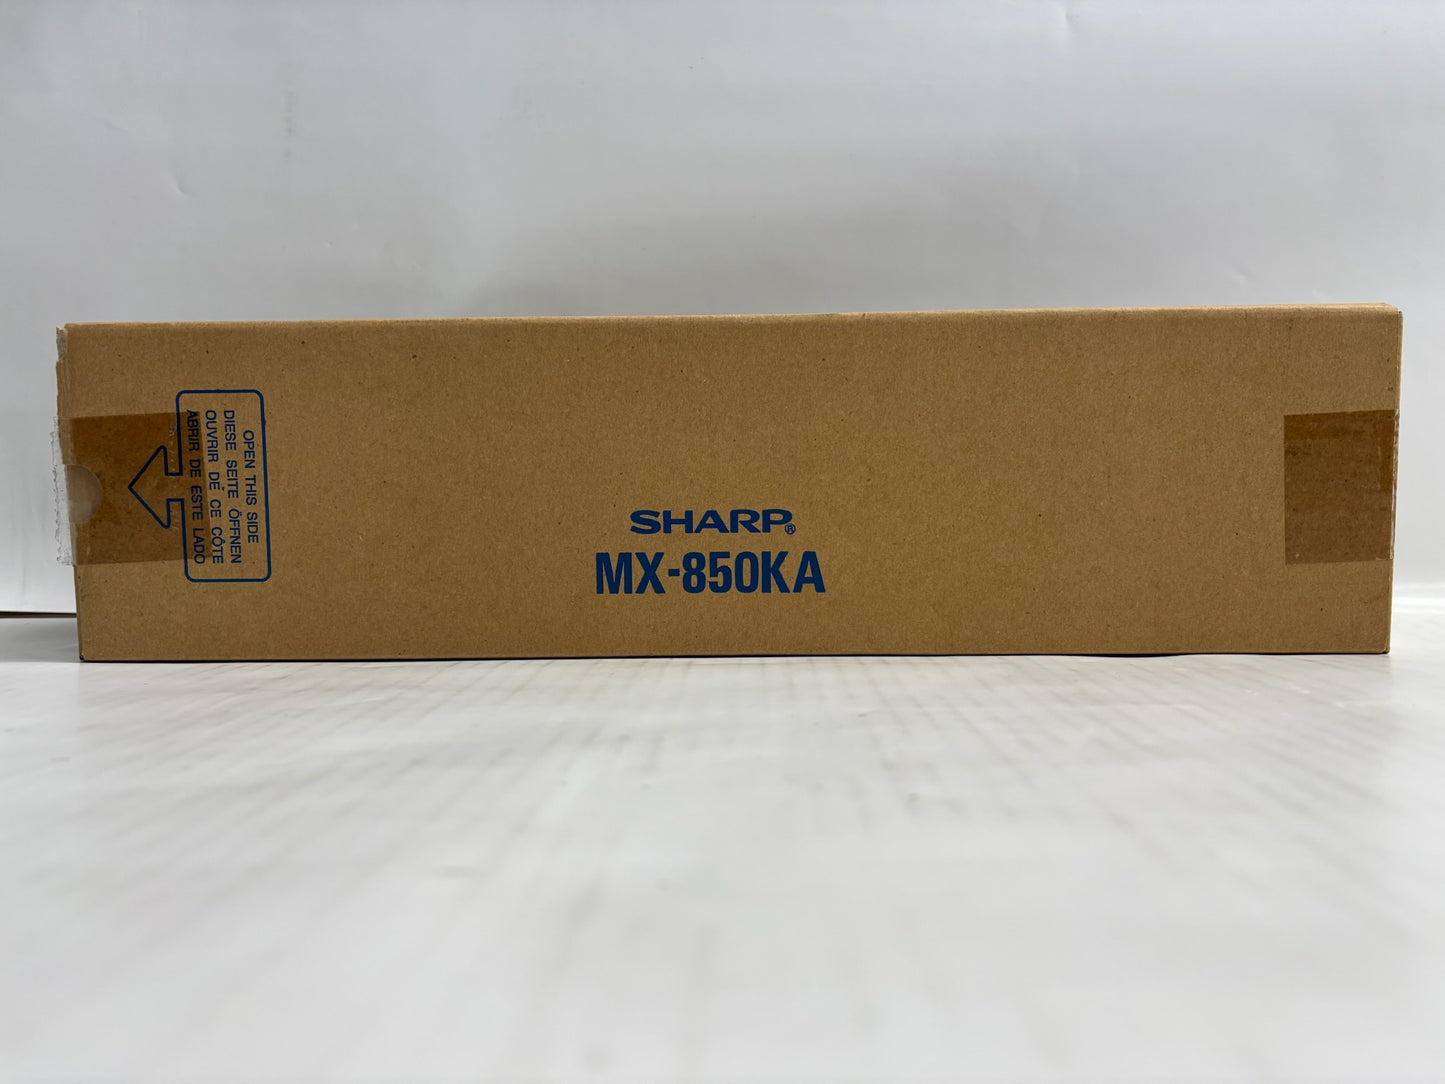 OPEN THIS SIDE
DIESE SEITE ÖFFNEN
OUVRIR DE CE CÔTE
ABRIR DE ESTE LADO
SHARP®
MX-850KA